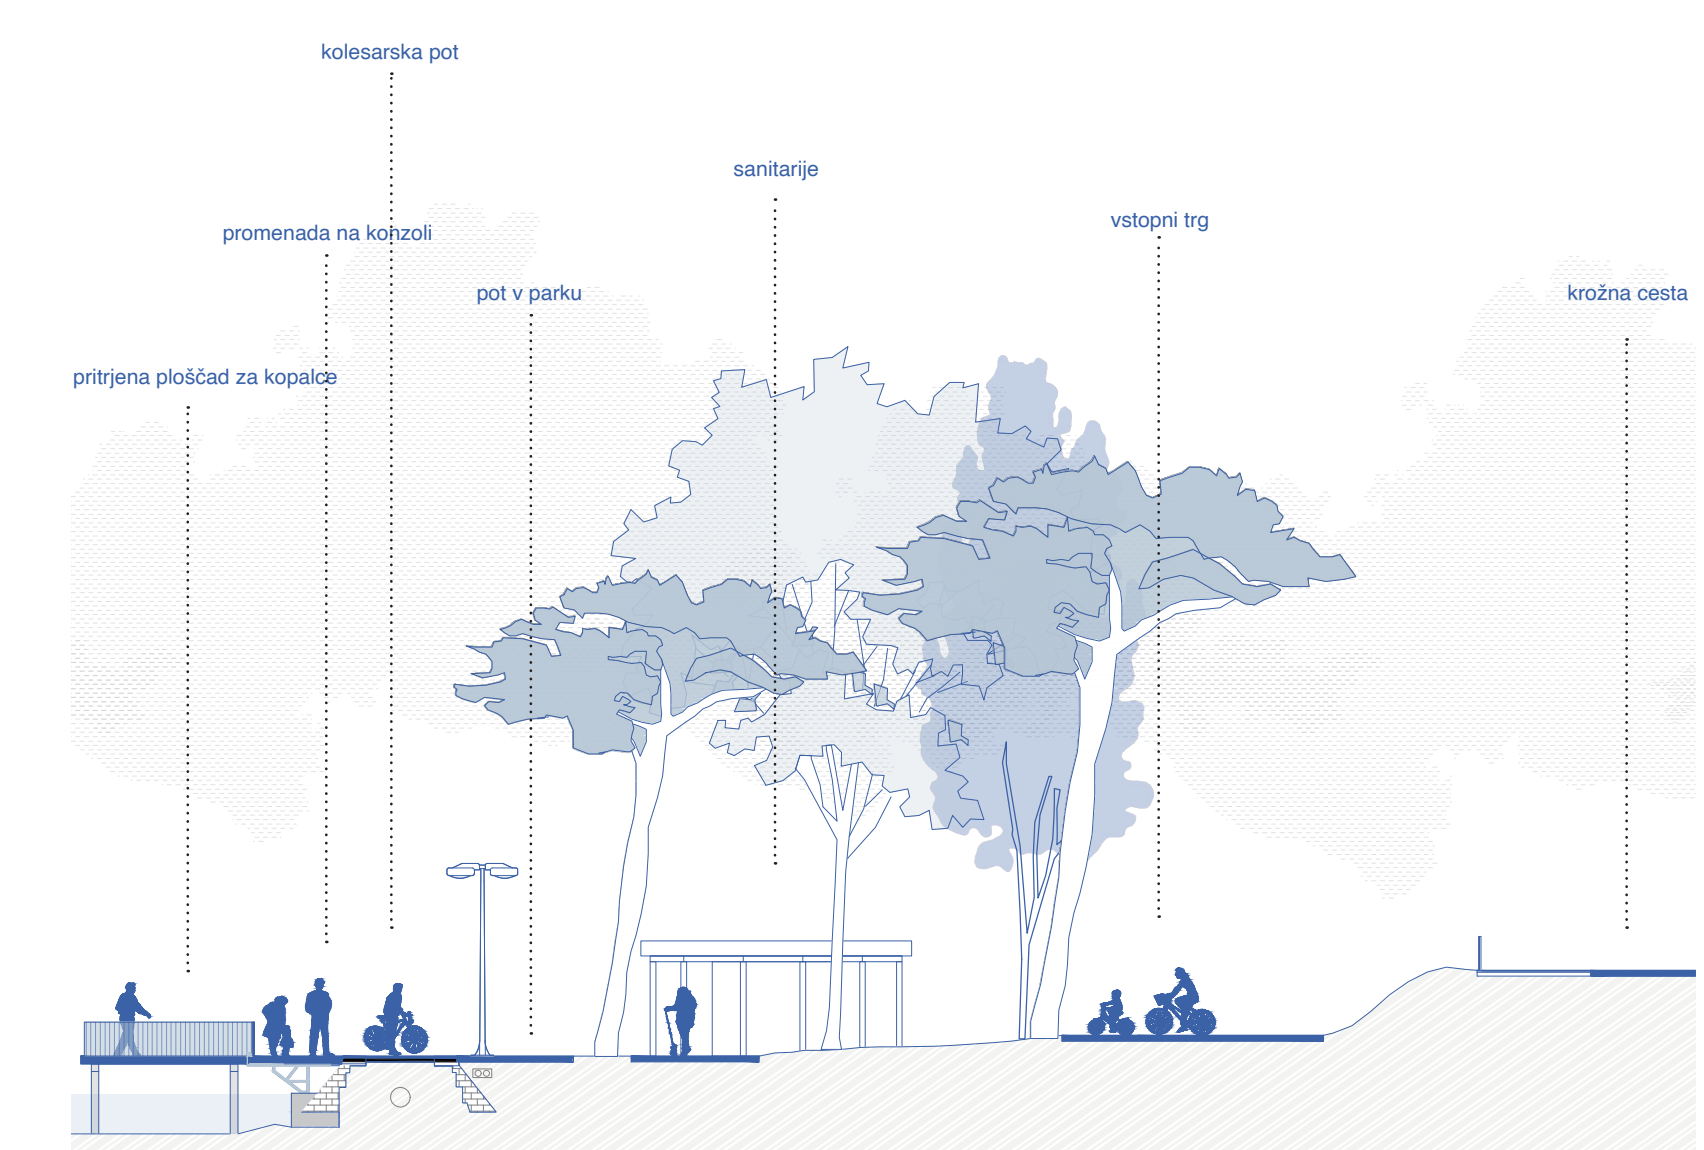 kolesarska pot
sanitarije
vstopni trg
promenada na konzoli
pot v parku
krožna cesta
pritrjena ploščad za kopalce